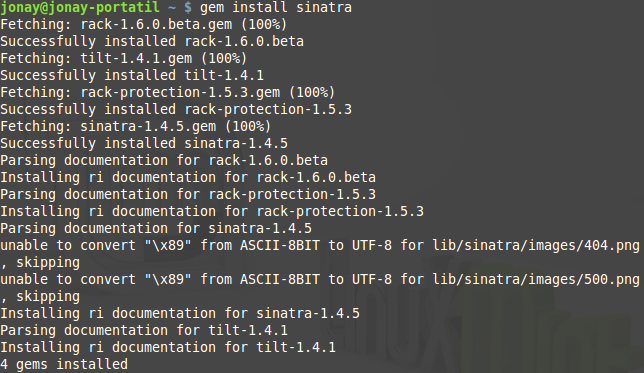 jonay@jonay-portatil ~ $ gem install sinatra
Fetching: rack-1.6.0.beta.gem (100%)
Successfully installed rack-1.6.0.beta
Fetching: tilt-1.4.1.gem (100%)
Successfully installed tilt-1.4.1
Fetching: rack-protection-1.5.3.gem (100%)
Successfully installed rack-protection-1.5.3
Fetching: sinatra-1.4.5.gem (100%)
Successfully installed sinatra-1.4.5
Parsing documentation for rack-1.6.0.beta
Installing ri documentation for rack-1.6.0.beta
Parsing documentation for rack-protection-1.5.3
Installing ri documentation for rack-protection-1.5.3
Parsing documentation for sinatra-1.4.5
unable to convert "\x89" from ASCII-8BIT to UTF-8 for lib/sinatra/images/404.png
, skipping
unable to convert "\x89" from ASCII-8BIT to UTF-8 for lib/sinatra/images/500.png
, skipping
Installing ri documentation for sinatra-1.4.5
Parsing documentation for tilt-1.4.1
Installing ri documentation for tilt-1.4.1
4 gems installed